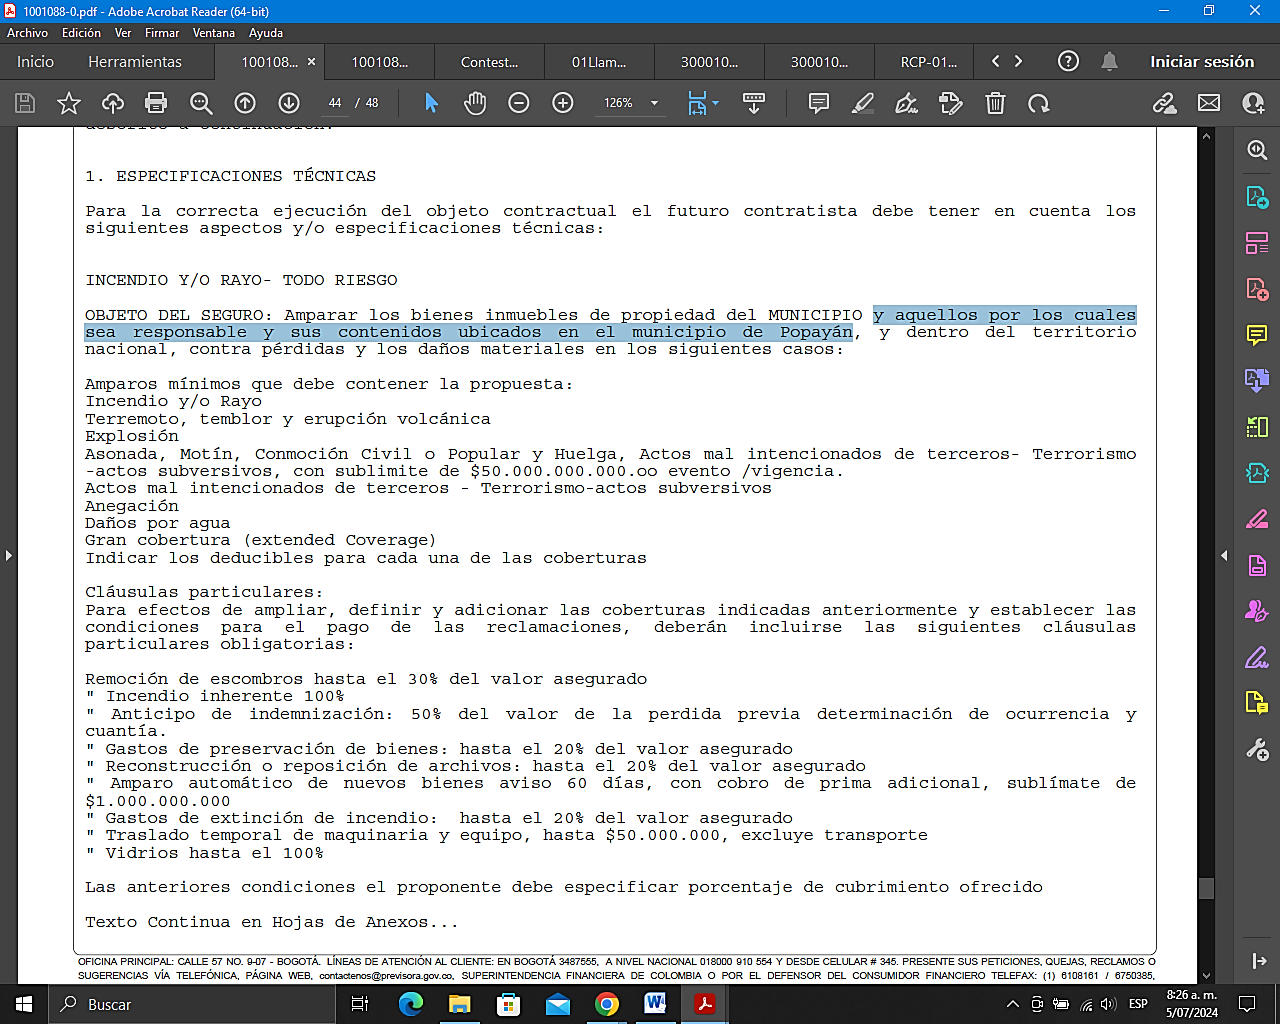 1001088-0.pdf - Adobe Acrobat Reader (64-bit)
Archivo Edición Ver Firmar Ventana Ayuda
Inicio Herramientas 100108... × 100108... Contest... 01Llam... 300010... 300010... RCP-01... Iniciar sesión
44 / 48 126%
1. ESPECIFICACIONES TÉCNICAS
Para la correcta ejecución del objeto contractual el futuro contratista debe tener en cuenta los
siguientes aspectos y/o especificaciones técnicas:
INCENDIO Y/O RAYO- TODO RIESGO
OBJETO DEL SEGURO: Amparar los bienes inmuebles de propiedad del MUNICIPIO y aquellos por los cuales
sea responsable y sus contenidos ubicados en el municipio de Popayán, y dentro del territorio
nacional, contra pérdidas y los daños materiales en los siguientes casos:
Amparos mínimos que debe contener la propuesta:
Incendio y/o Rayo
Terremoto, temblor y erupción volcánica
Explosión
Asonada, Motín, Conmoción Civil o Popular y Huelga, Actos mal intencionados de terceros- Terrorismo
-actos subversivos, con sublimite de $50.000.000.000.oo evento /vigencia.
Actos mal intencionados de terceros - Terrorismo-actos subversivos
Anegación
Daños por agua
Gran cobertura (extended Coverage)
Indicar los deducibles para cada una de las coberturas
Cláusulas particulares:
Para efectos de ampliar, definir y adicionar las coberturas indicadas anteriormente y establecer las
condiciones para el pago de las reclamaciones, deberán incluirse las siguientes cláusulas
particulares obligatorias:
Remoción de escombros hasta el 30% del valor asegurado
" Incendio inherente 100%
" Anticipo de indemnización: 50% del valor de la perdida previa determinación de ocurrencia y
cuantía.
" Gastos de preservación de bienes: hasta el 20% del valor asegurado
" Reconstrucción o reposición de archivos: hasta el 20% del valor asegurado
" Amparo automático de nuevos bienes aviso 60 días, con cobro de prima adicional, sublímate de
$1.000.000.000
" Gastos de extinción de incendio: hasta el 20% del valor asegurado
" Traslado temporal de maquinaria y equipo, hasta $50.000.000, excluye transporte
" Vidrios hasta el 100%
Las anteriores condiciones el proponente debe especificar porcentaje de cubrimiento ofrecido
Texto Continua en Hojas de Anexos...
OFICINA PRINCIPAL: CALLE 57 NO. 9-07 - BOGOTÁ. LÍNEAS DE ATENCIÓN AL CLIENTE: EN BOGOTÁ 3487555, A NIVEL NACIONAL 018000 910 554 Y DESDE CELULAR # 345. PRESENTE SUS PETICIONES, QUEJAS, RECLAMOS O
SUGERENCIAS VÍA TELEFÓNICA, PÁGINA WEB, contactenos@previsora.gov.co, SUPERINTENDENCIA FINANCIERA DE COLOMBIA O POR EL DEFENSOR DEL CONSUMIDOR FINANCIERO TELEFAX: (1) 6108161 / 6750385,
Buscar ESP 8:26 a. m.
5/07/2024